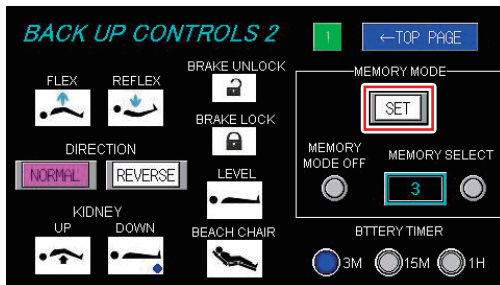 BACK UP CONTROLS 2
1
←TOP PAGE
FLEX
REFLEX
BRAKE UNLOCK
BRAKE LOCK
DIRECTION
NORMAL
REVERSE
LEVEL
KIDNEY
UP
DOWN
BEACH CHAIR
MEMORY MODE
SET
MEMORY
MODE OFF
MEMORY SELECT
3
BTTERY TIMER
3M
15M
1H